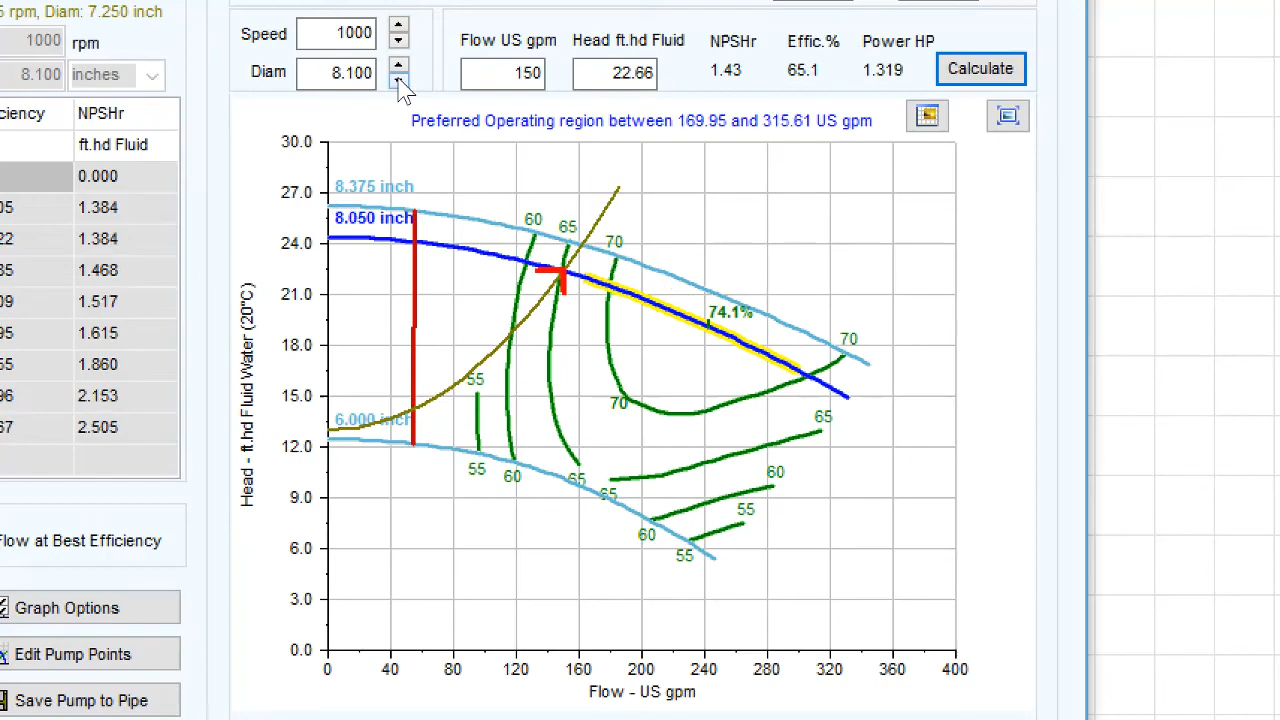 5 rpm, Diam: 7.250 inch
1000 rpm
8.100 inches
ciency NPSHr
ft.hd Fluid
0.000
05 1.384
22 1.384
35 1.468
09 1.517
95 1.615
55 1.860
96 2.153
67 2.505
Flow at Best Efficiency
Graph Options
Edit Pump Points
Save Pump to Pipe
Speed 1000
Diam 8.100
Flow US gpm Head ft.hd Fluid NPSHr Effic.% Power HP
150 22.66 1.43 65.1 1.319 Calculate
Preferred Operating region between 169.95 and 315.61 US gpm
30.0
27.0
24.0
21.0
18.0
15.0
12.0
9.0
6.0
3.0
0.0
Head - ft.hd Fluid Water (20°C)
8.375 inch
8.050 inch
6.000 inch
60
65
70
74.1%
70
55
70
65
55
60
65
65
60
55
60
55
0 40 80 120 160 200 240 280 320 360 400
Flow - US gpm